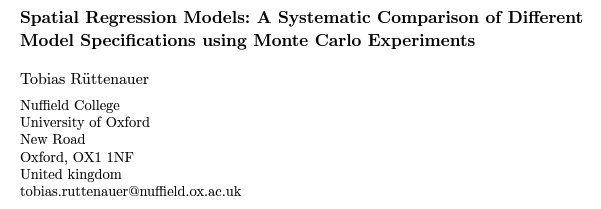 Spatial Regression Models: A Systematic Comparison of Different
Model Specifications using Monte Carlo Experiments
Tobias Rüttenauer
Nuffield College
University of Oxford
New Road
Oxford, OX1 1NF
United kingdom
tobias.ruttenauer@nuffield.ox.ac.uk